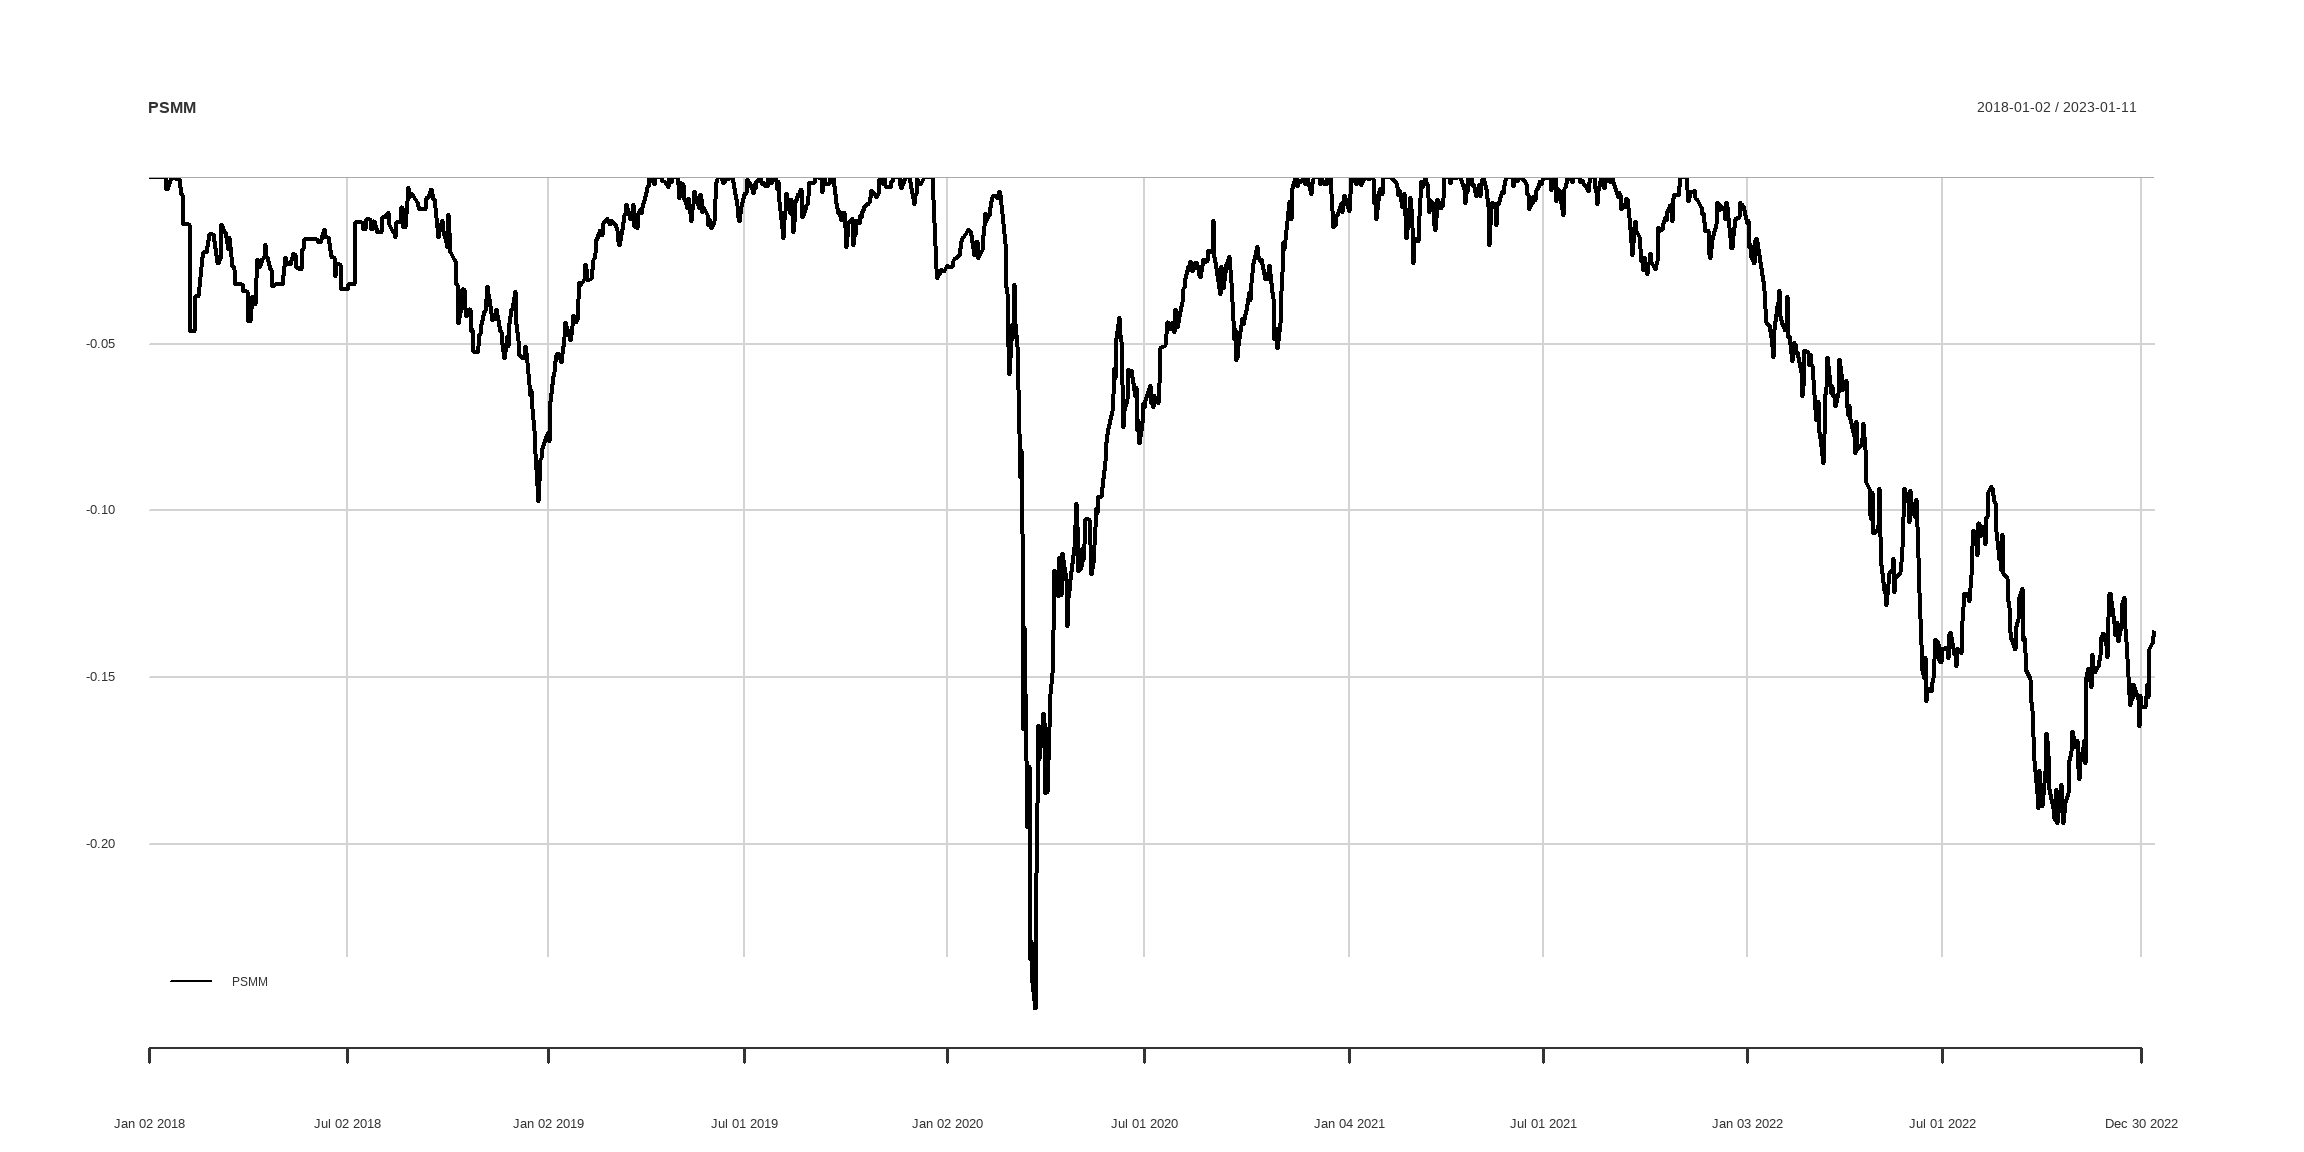 PSMM
2018-01-02 / 2023-01-11
-0.05
-0.10
-0.15
-0.20
PSMM
Jan 02 2018
Jul 02 2018
Jan 02 2019
Jul 01 2019
Jan 02 2020
Jul 01 2020
Jan 04 2021
Jul 01 2021
Jan 03 2022
Jul 01 2022
Dec 30 2022